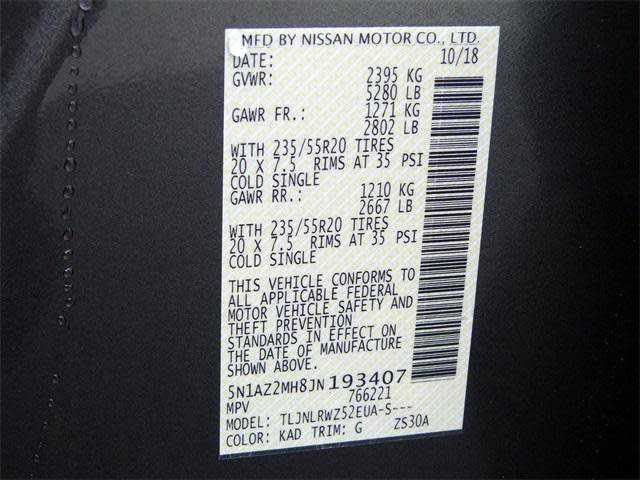 MFD BY NISSAN MOTOR CO., LTD.
DATE: 10/18
GVWR: 2395 KG
5280 LB
GAWR FR.: 1271 KG
2802 LB
WITH 235/55R20 TIRES
20 X 7.5 RIMS AT 35 PSI
COLD SINGLE
GAWR RR.: 1210 KG
2667 LB
WITH 235/55R20 TIRES
20 X 7.5 RIMS AT 35 PSI
COLD SINGLE
THIS VEHICLE CONFORMS TO
ALL APPLICABLE FEDERAL
MOTOR VEHICLE SAFETY AND
THEFT PREVENTION
STANDARDS IN EFFECT ON
THE DATE OF MANUFACTURE
SHOWN ABOVE.
5N1AZ2MH8JN193407
MPV 766221
MODEL: TLJNLRWZ52EUA-S---
COLOR: KAD TRIM: G ZS30A